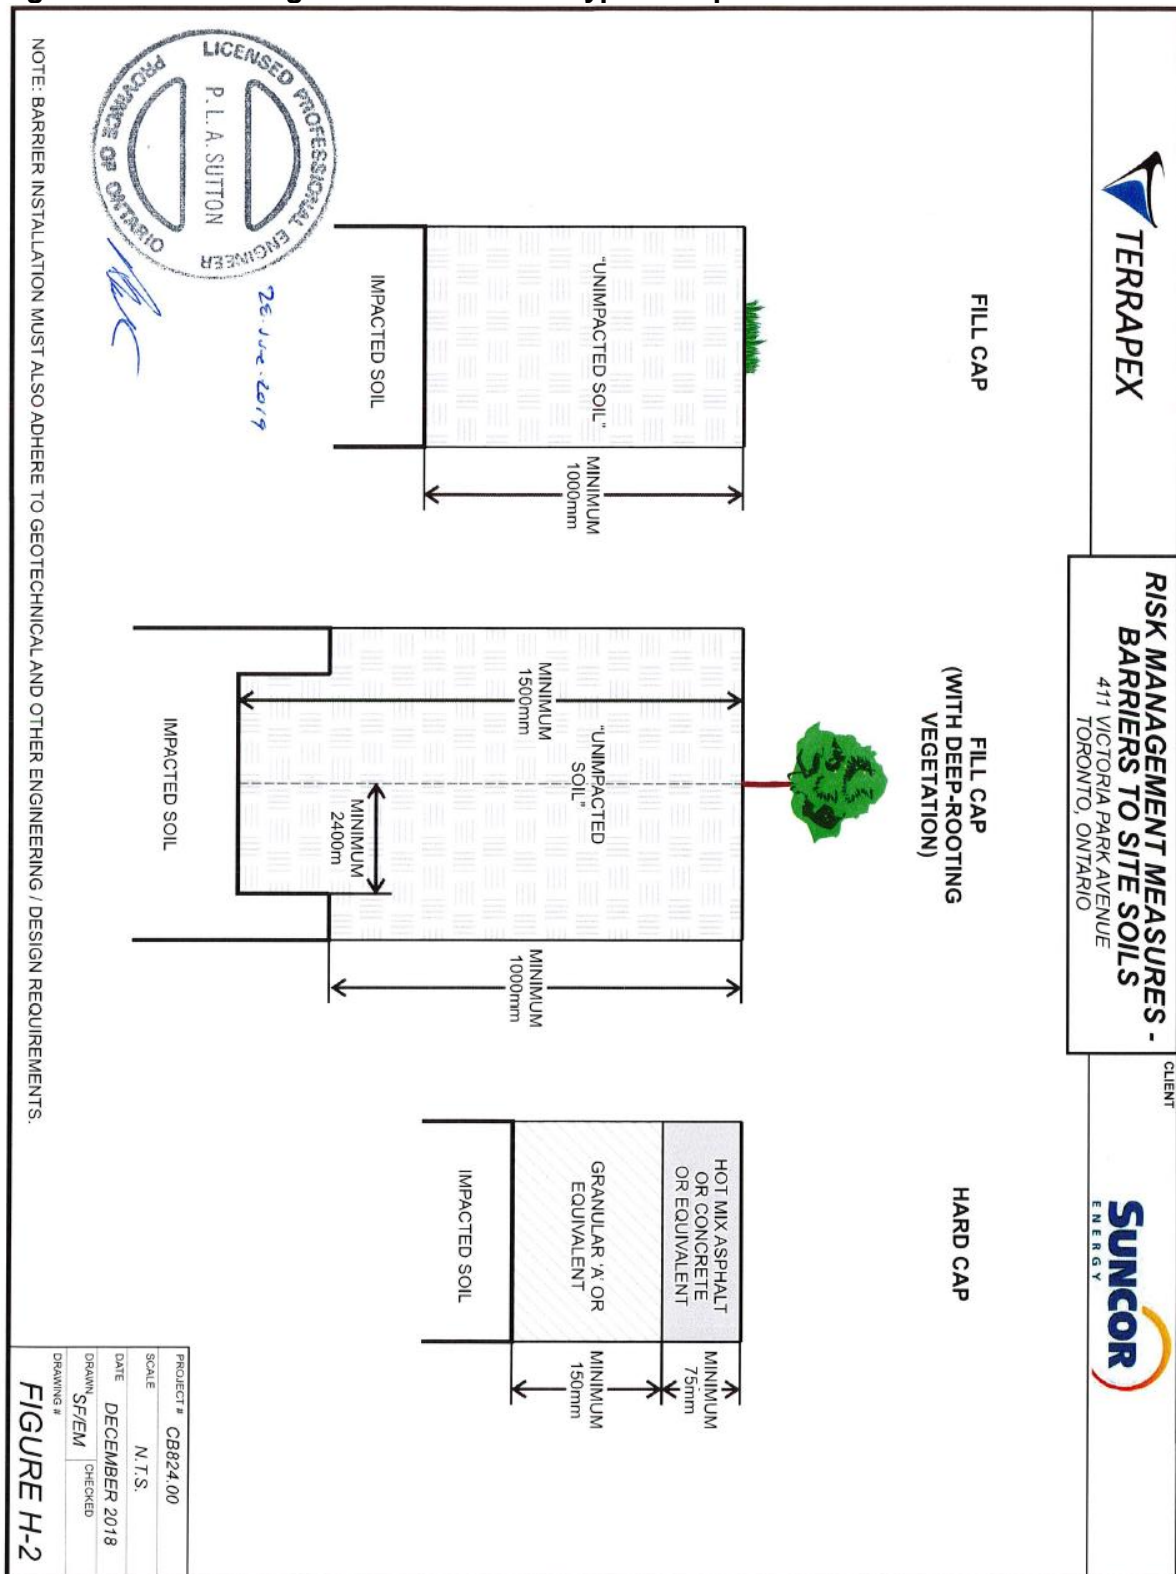 TERRAPEX
RISK MANAGEMENT MEASURES -
BARRIERS TO SITE SOILS
411 VICTORIA PARK AVENUE
TORONTO, ONTARIO
CLIENT
SUNCOR
ENERGY
FILL CAP
"UNIMPACTED SOIL"
MINIMUM
1000mm
IMPACTED SOIL
FILL CAP
(WITH DEEP-ROOTING
VEGETATION)
"UNIMPACTED
SOIL"
MINIMUM
1500mm
MINIMUM
2400m
MINIMUM
1000mm
IMPACTED SOIL
HARD CAP
HOT MIX ASPHALT
OR CONCRETE
OR EQUIVALENT
MINIMUM
75mm
GRANULAR 'A' OR
EQUIVALENT
MINIMUM
150mm
IMPACTED SOIL
LICENSED PROFESSIONAL ENGINEER
P. L. A. SUTTON
PROVINCE OF ONTARIO
June 2019
NOTE: BARRIER INSTALLATION MUST ALSO ADHERE TO GEOTECHNICAL AND OTHER ENGINEERING / DESIGN REQUIREMENTS.
PROJECT # CB824.00
SCALE N.T.S.
DATE DECEMBER 2018
DRAWN SF/EM CHECKED
DRAWING #
FIGURE H-2